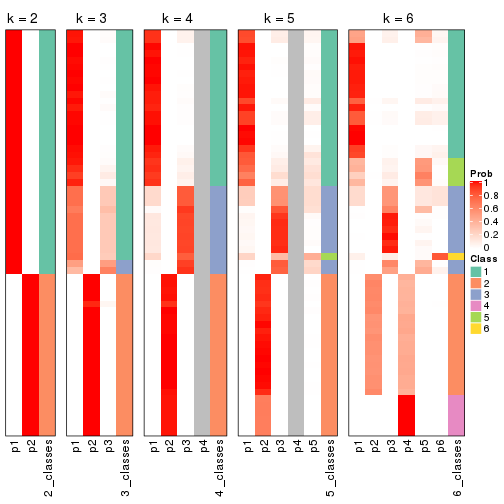 k = 2
k = 3
k = 4
k = 5
k = 6
p1
p2
2_classes
p1
p2
p3
3_classes
p1
p2
p3
p4
4_classes
p1
p2
p3
p4
p5
5_classes
p1
p2
p3
p4
p5
p6
6_classes
Prob
1
0.8
0.6
0.4
0.2
0
Class
1
2
3
4
5
6